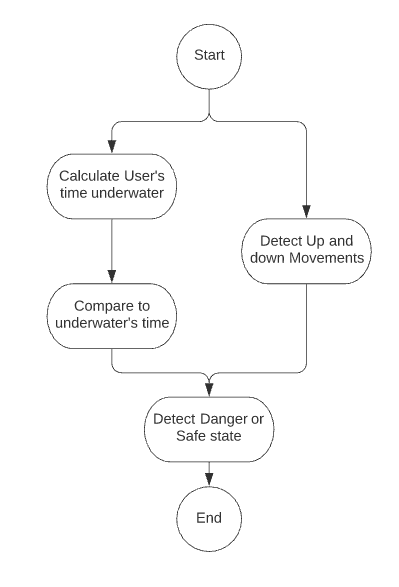 Start
Calculate User's
time underwater
Detect Up and
down Movements
Compare to
underwater's time
Detect Danger or
Safe state
End